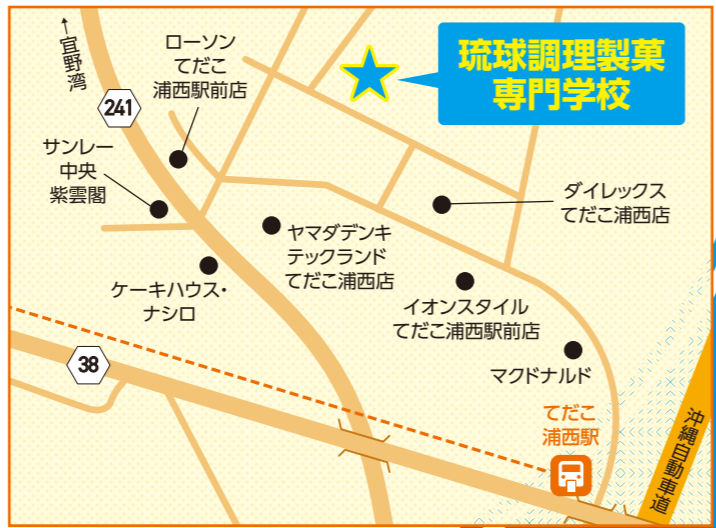 ←宜野湾
ローソン
てだこ
浦西駅前店
琉球調理製菓
専門学校
241
サンレー
中央
紫雲閣
ダイレックス
てだこ浦西店
ヤマダデンキ
テックランド
てだこ浦西店
ケーキハウス・
ナシロ
イオンスタイル
てだこ浦西駅前店
38
マクドナルド
てだこ
浦西駅
沖縄自動車道